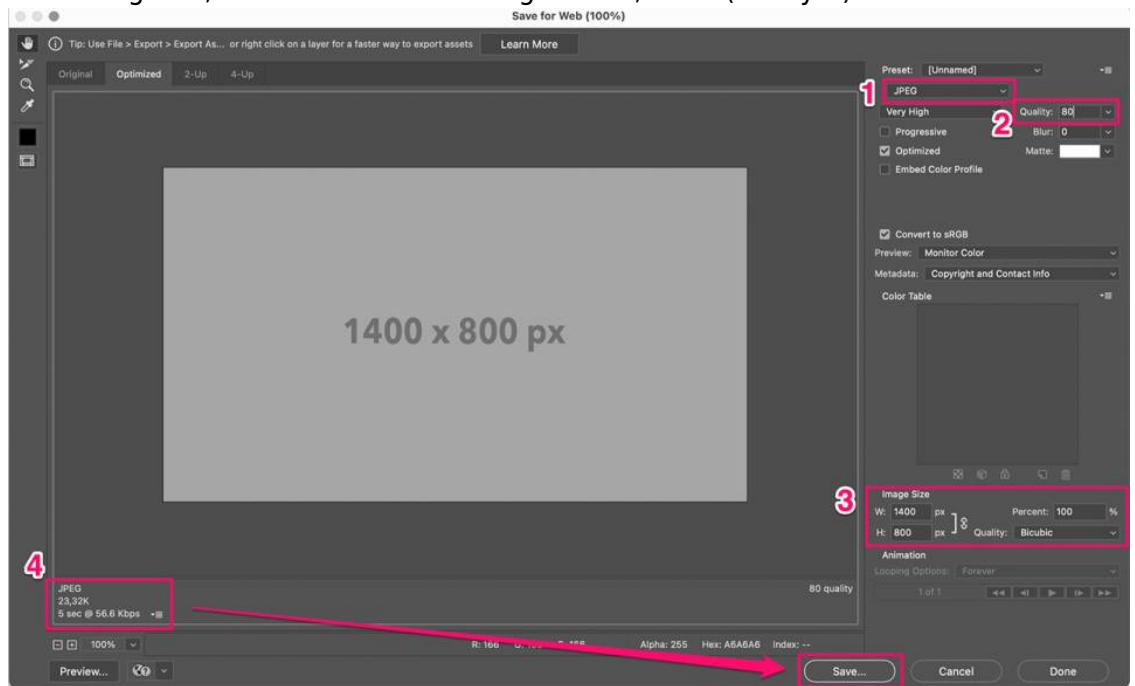 Save for Web (100%)
Tip: Use File > Export > Export As... or right click on a layer for a faster way to export assets
Learn More
Original Optimized 2-Up 4-Up
Preset: [Unnamed]
1 JPEG
Very High 2 Quality: 80
Progressive Blur: 0
Optimized Matte:
Embed Color Profile
Convert to sRGB
Preview: Monitor Color
Metadata: Copyright and Contact Info
Color Table
1400 x 800 px
3 Image Size
W: 1400 px Percent: 100 %
H: 800 px Quality: Bicubic
Animation
Looping Options: Forever
1 of 1
4
JPEG
23,32K
5 sec @ 56.6 Kbps
80 quality
100% R: 166 Alpha: 255 Hex: A6A6A6 Index: --
Preview... Save... Cancel Done